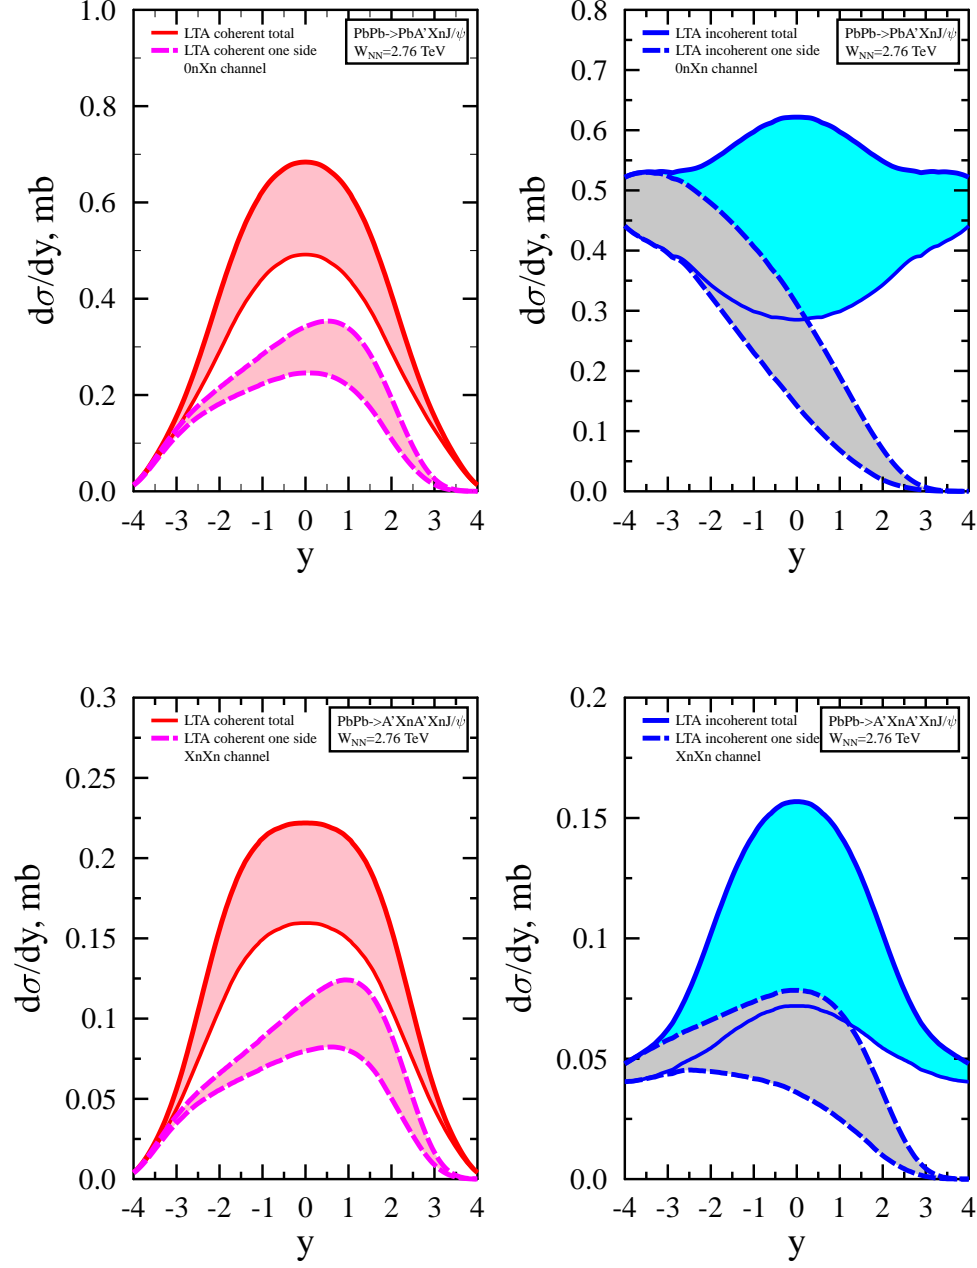 LTA coherent total
LTA coherent one side
0nXn channel
PbPb->PbA'XnJ/ψ
W_NN=2.76 TeV
dσ/dy, mb
1.0
0.8
0.6
0.4
0.2
0.0
-4 -3 -2 -1 0 1 2 3 4
y
LTA incoherent total
LTA incoherent one side
0nXn channel
PbPb->PbA'XnJ/ψ
W_NN=2.76 TeV
dσ/dy, mb
0.8
0.7
0.6
0.5
0.4
0.3
0.2
0.1
0.0
-4 -3 -2 -1 0 1 2 3 4
y
LTA coherent total
LTA coherent one side
XnXn channel
PbPb->A'XnA'XnJ/ψ
W_NN=2.76 TeV
dσ/dy, mb
0.3
0.25
0.2
0.15
0.1
0.05
0.0
-4 -3 -2 -1 0 1 2 3 4
y
LTA incoherent total
LTA incoherent one side
XnXn channel
PbPb->A'XnA'XnJ/ψ
W_NN=2.76 TeV
dσ/dy, mb
0.2
0.15
0.1
0.05
0.0
-4 -3 -2 -1 0 1 2 3 4
y